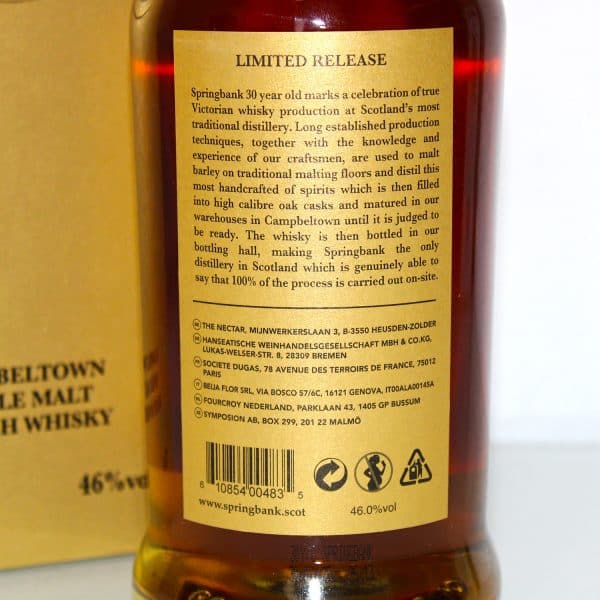 LIMITED RELEASE
Springbank 30 year old marks a celebration of true
Victorian whisky production at Scotland's most
traditional distillery. Long established production
techniques, together with the knowledge and
experience of our craftsmen, are used to malt
barley on traditional malting floors and distil this
most handcrafted of spirits which is then filled
into high calibre oak casks and matured in our
warehouses in Campbeltown until it is judged to
be ready. The whisky is then bottled in our
bottling hall, making Springbank the only
distillery in Scotland which is genuinely able to
say that 100% of the process is carried out on-site.
THE NECTAR, MIJNWERKERSLAAN 3, B-3550 HEUSDEN-ZOLDER
HANSEATISCHE WEINHANDELSGESELLSCHAFT MBH & CO.KG,
LUKAS-WELSER-STR. 8, 28309 BREMEN
SOCIETE DUGAS, 78 AVENUE DES TERROIRS DE FRANCE, 75012
PARIS
BEIJA FLOR SRL, VIA BOSCO 57/6C, 16121 GENOVA, IT00ALA00145A
FOURCROY NEDERLAND, PARKLAAN 43, 1405 GP BUSSUM
SYMPOSION AB, BOX 299, 201 22 MALMÖ
6 10854 00483 5
www.springbank.scot
46.0%vol
BELTOWN
LE MALT
H WHISKY
46%vo